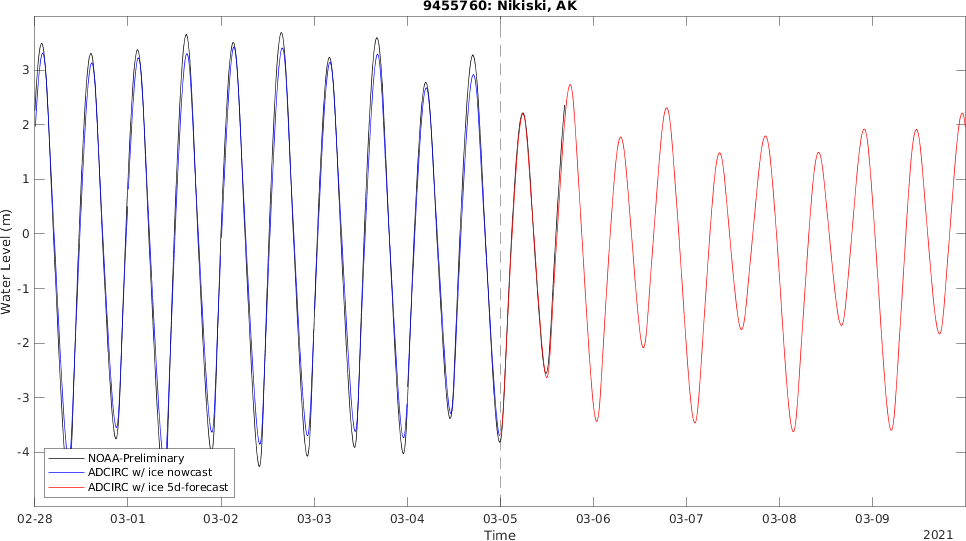 9455760: Nikiski, AK
Water Level (m)
3
2
1
0
-1
-2
-3
-4
NOAA-Preliminary
ADCIRC w/ ice nowcast
ADCIRC w/ ice 5d-forecast
02-28 03-01 03-02 03-03 03-04 03-05 03-06 03-07 03-08 03-09
Time
2021